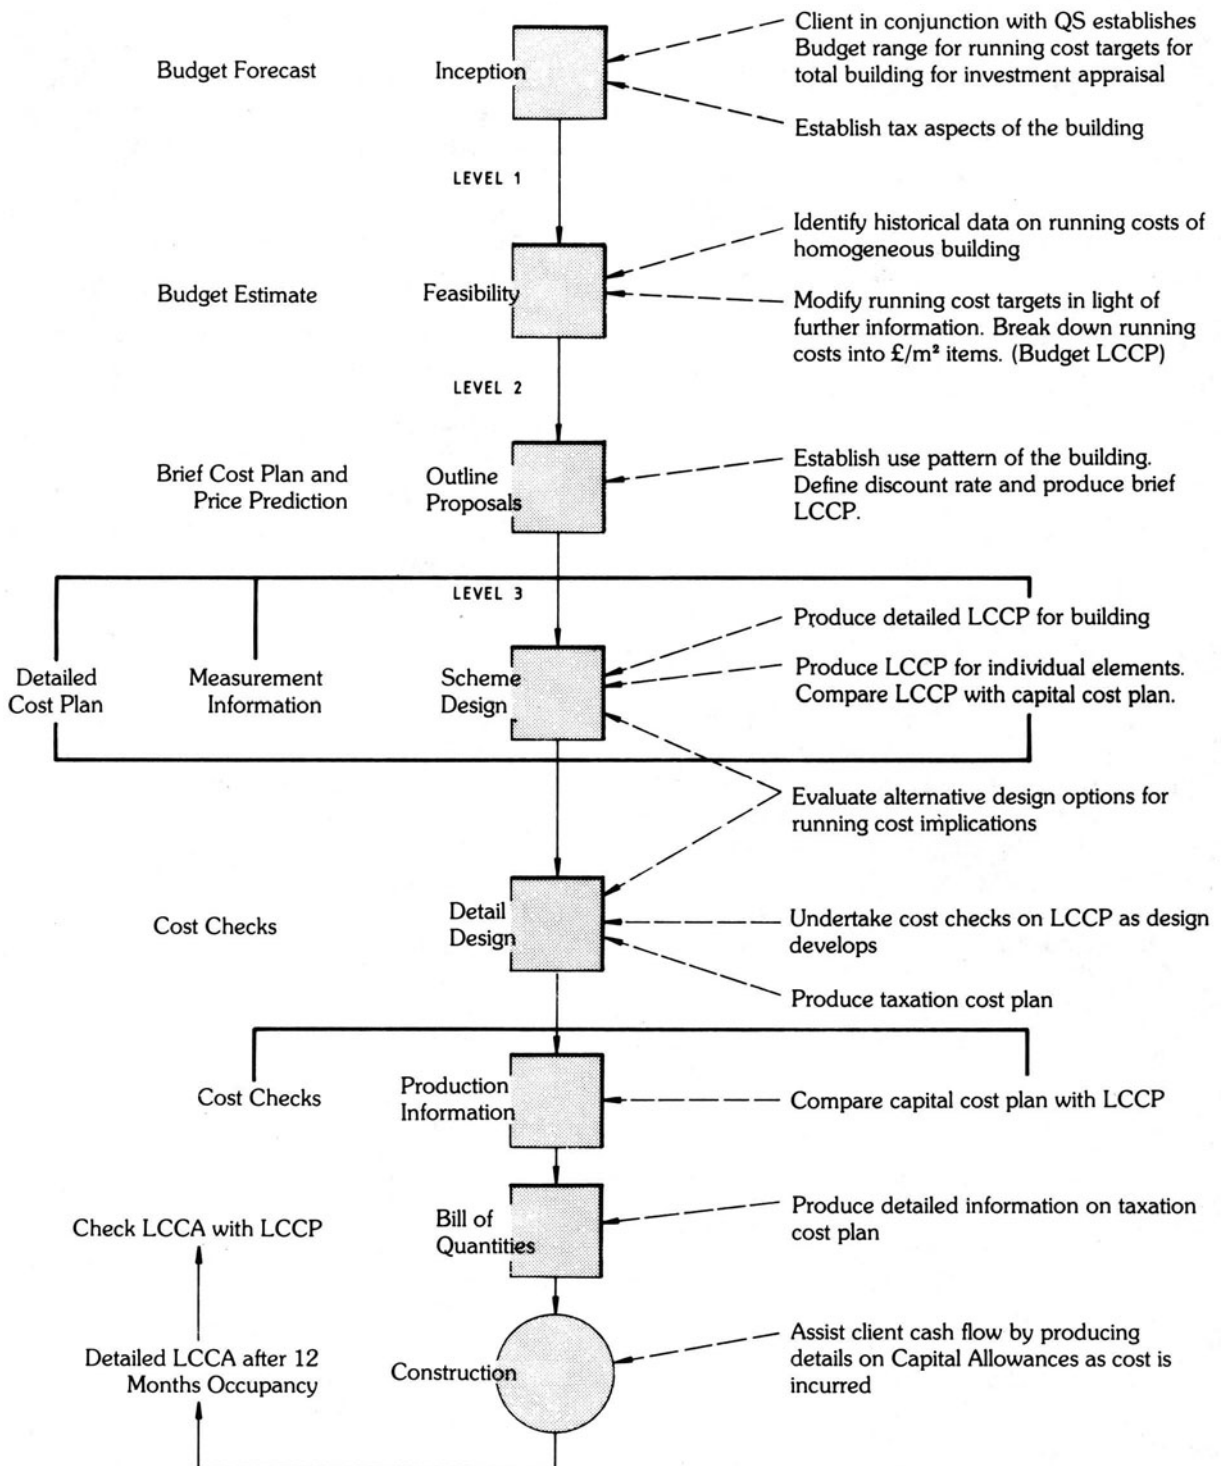 Budget Forecast
Inception
Client in conjunction with QS establishes
Budget range for running cost targets for
total building for investment appraisal
Establish tax aspects of the building
LEVEL 1
Budget Estimate
Feasibility
Identify historical data on running costs of
homogeneous building
Modify running cost targets in light of
further information. Break down running
costs into £/m² items. (Budget LCCP)
LEVEL 2
Brief Cost Plan and
Price Prediction
Outline
Proposals
Establish use pattern of the building.
Define discount rate and produce brief
LCCP.
LEVEL 3
Detailed
Cost Plan
Measurement
Information
Scheme
Design
Produce detailed LCCP for building
Produce LCCP for individual elements.
Compare LCCP with capital cost plan.
Evaluate alternative design options for
running cost implications
Cost Checks
Detail
Design
Undertake cost checks on LCCP as design
develops
Produce taxation cost plan
Cost Checks
Production
Information
Compare capital cost plan with LCCP
Check LCCA with LCCP
Bill of
Quantities
Produce detailed information on taxation
cost plan
Detailed LCCA after 12
Months Occupancy
Construction
Assist client cash flow by producing
details on Capital Allowances as cost is
incurred